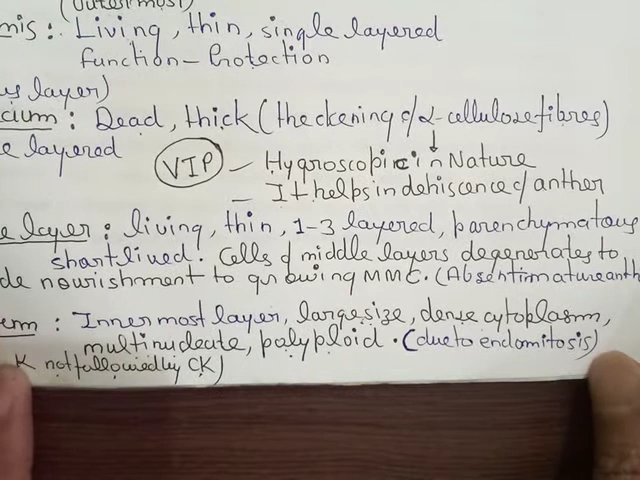 (Outermost)
mis: Living, thin, single layered
function - Protection
us layer)
cium: Dead, thick (theckening of α-cellulose fibres)
e layered
VIP - Hygroscopic in Nature
- It helps in dehiscence of anther
e layer: living, thin, 1-3 layered, parenchymatous
shortlived. Cells of middle layers degenerates to
de nourishment to growing MMC. (Absent in mature anth
: Innermost layer, large size, dense cytoplasm,
multinucleate, polyploid. (due to endomitosis)
K not followed by CK)